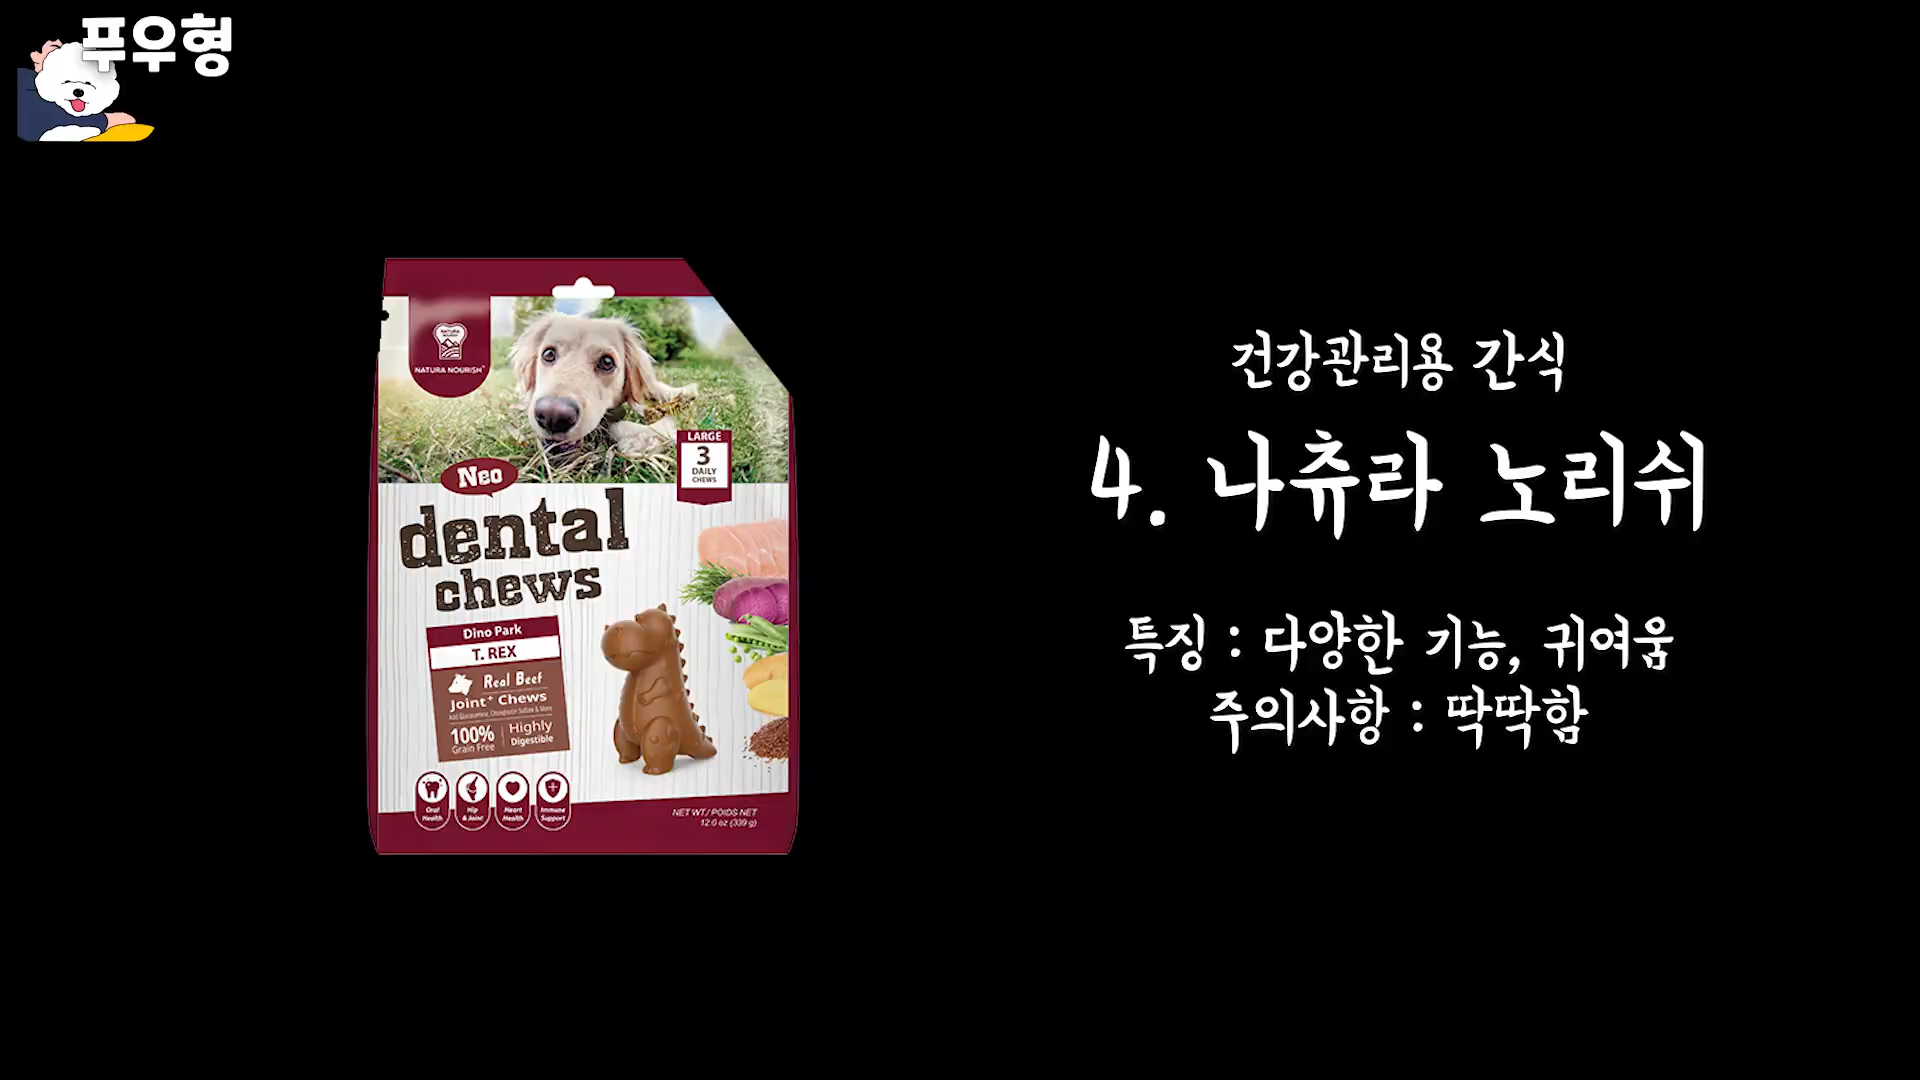 푸우형
건강관리용 간식
4. 나츄라 노리쉬
특징 : 다양한 기능, 귀여움
주의사항 : 딱딱함
NATURA NOURISH
LARGE
3
DAILY
CHEWS
Neo
dental
chews
Dino Park
T. REX
Real Beef
Joint+ Chews
100%
Grain Free
Highly
Digestible
Oral
Health
Hip
& Joint
Heart
Health
Immune
Support
NET WT / POIDS NET
12.0 oz (339 g)